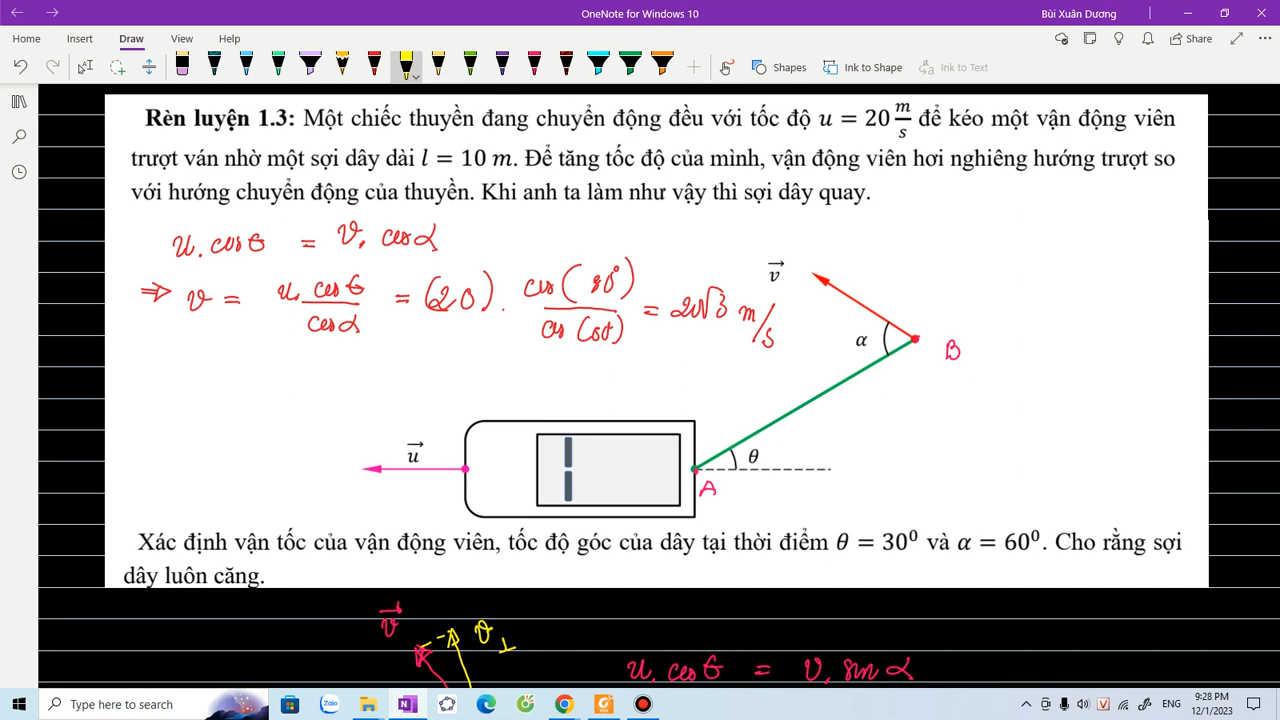 OneNote for Windows 10
Bùi Xuân Dương
Home Insert Draw View Help
Share
Shapes Ink to Shape Ink to Text
Rèn luyện 1.3: Một chiếc thuyền đang chuyển động đều với tốc độ u = 20 m/s để kéo một vận động viên
trượt ván nhờ một sợi dây dài l = 10 m. Để tăng tốc độ của mình, vận động viên hơi nghiêng hướng trượt so
với hướng chuyển động của thuyền. Khi anh ta làm như vậy thì sợi dây quay.
u. cosθ = v. cosα
⇒ v = u. cosθ / cosα = (20). cos(30°) / cos(60°) = 20√3 m/s
v
α
B
u
θ
A
Xác định vận tốc của vận động viên, tốc độ góc của dây tại thời điểm θ = 30⁰ và α = 60⁰. Cho rằng sợi
dây luôn căng.
v
v⊥
u. cosθ = v. sinα
Type here to search
Zalo
V
ENG
9:28 PM
12/1/2023